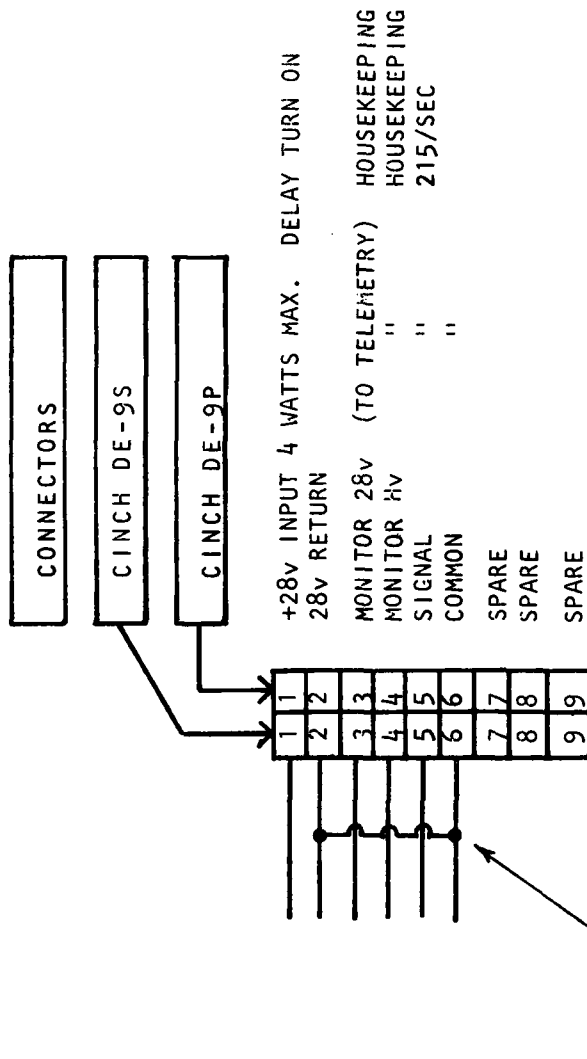 CONNECTORS
CINCH DE-9S
CINCH DE-9P
1 1 +28v INPUT 4 WATTS MAX. DELAY TURN ON
2 2 28v RETURN
3 3 MONITOR 28v (TO TELEMETRY) HOUSEKEEPING
4 4 MONITOR Hv " HOUSEKEEPING
5 5 SIGNAL " 215/SEC
6 6 COMMON "
7 7 SPARE
8 8 SPARE
9 9 SPARE